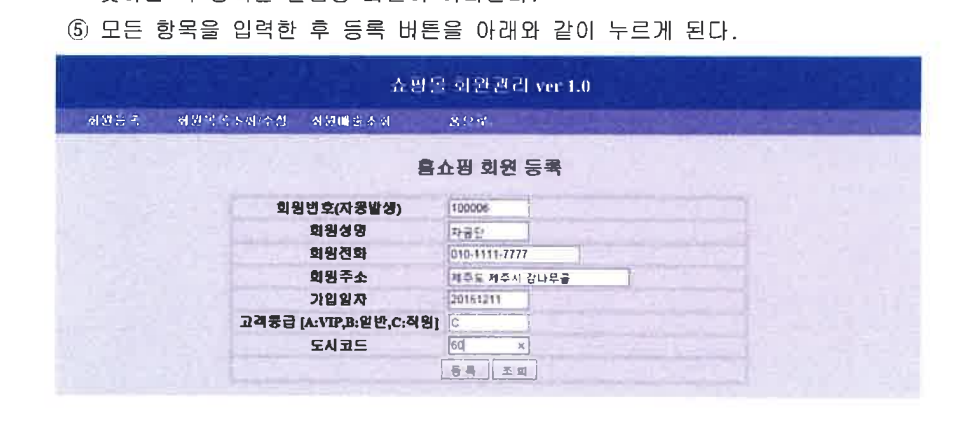 ⑤ 모든 항목을 입력한 후 등록 버튼을 아래와 같이 누르게 된다.
쇼핑몰 회원관리 ver 1.0
회원등록 회원목록조회/수정 회원매출조회 홈으로.
홈쇼핑 회원 등록
회원번호(자동발생) 100006
회원성명 차공단
회원전화 010-1111-7777
회원주소 제주도 제주시 감나무골
가입일자 20151211
고객등급 [A:VIP,B:일반,C:직원] C
도시코드 60 ×
등록 조회